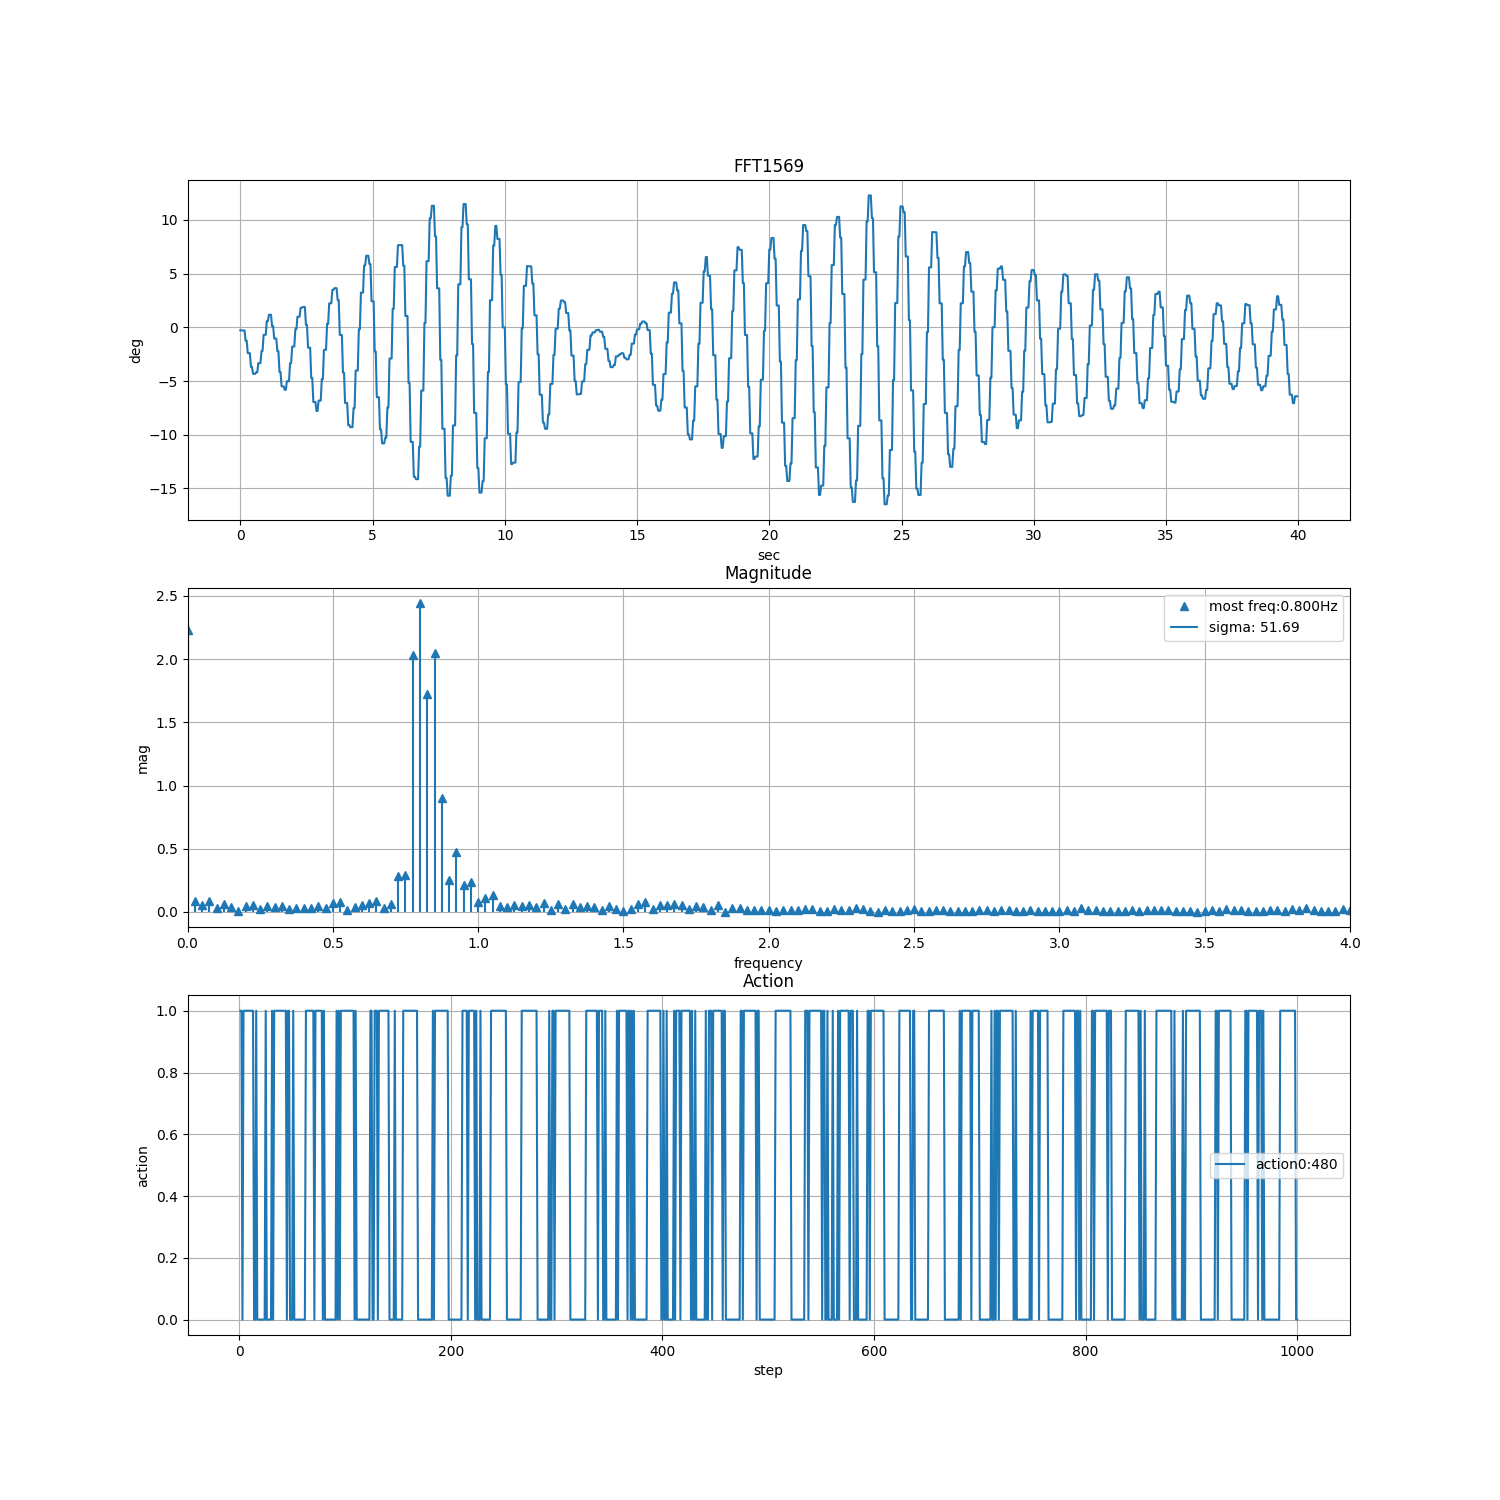 FFT1569
10
5
0
−5
−10
−15
deg
0 5 10 15 20 25 30 35 40
sec
Magnitude
2.5
2.0
1.5
1.0
0.5
0.0
mag
most freq:0.800Hz
sigma: 51.69
0.0 0.5 1.0 1.5 2.0 2.5 3.0 3.5 4.0
frequency
Action
1.0
0.8
0.6
0.4
0.2
0.0
action
action0:480
0 200 400 600 800 1000
step